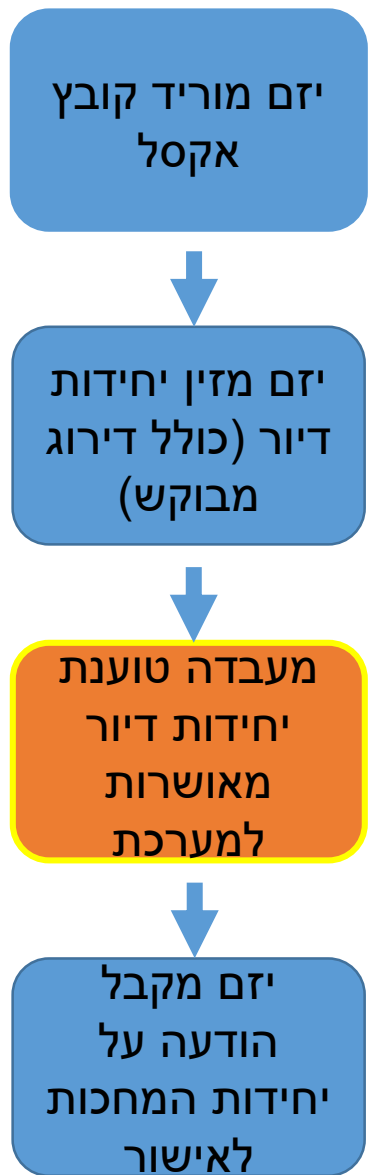 יזם מוריד קובץ
אקסל
יזם מזין יחידות
דיור (כולל דירוג
מבוקש)
מעבדה טוענת
יחידות דיור
מאושרות
למערכת
יזם מקבל
הודעה על
יחידות המחכות
לאישור